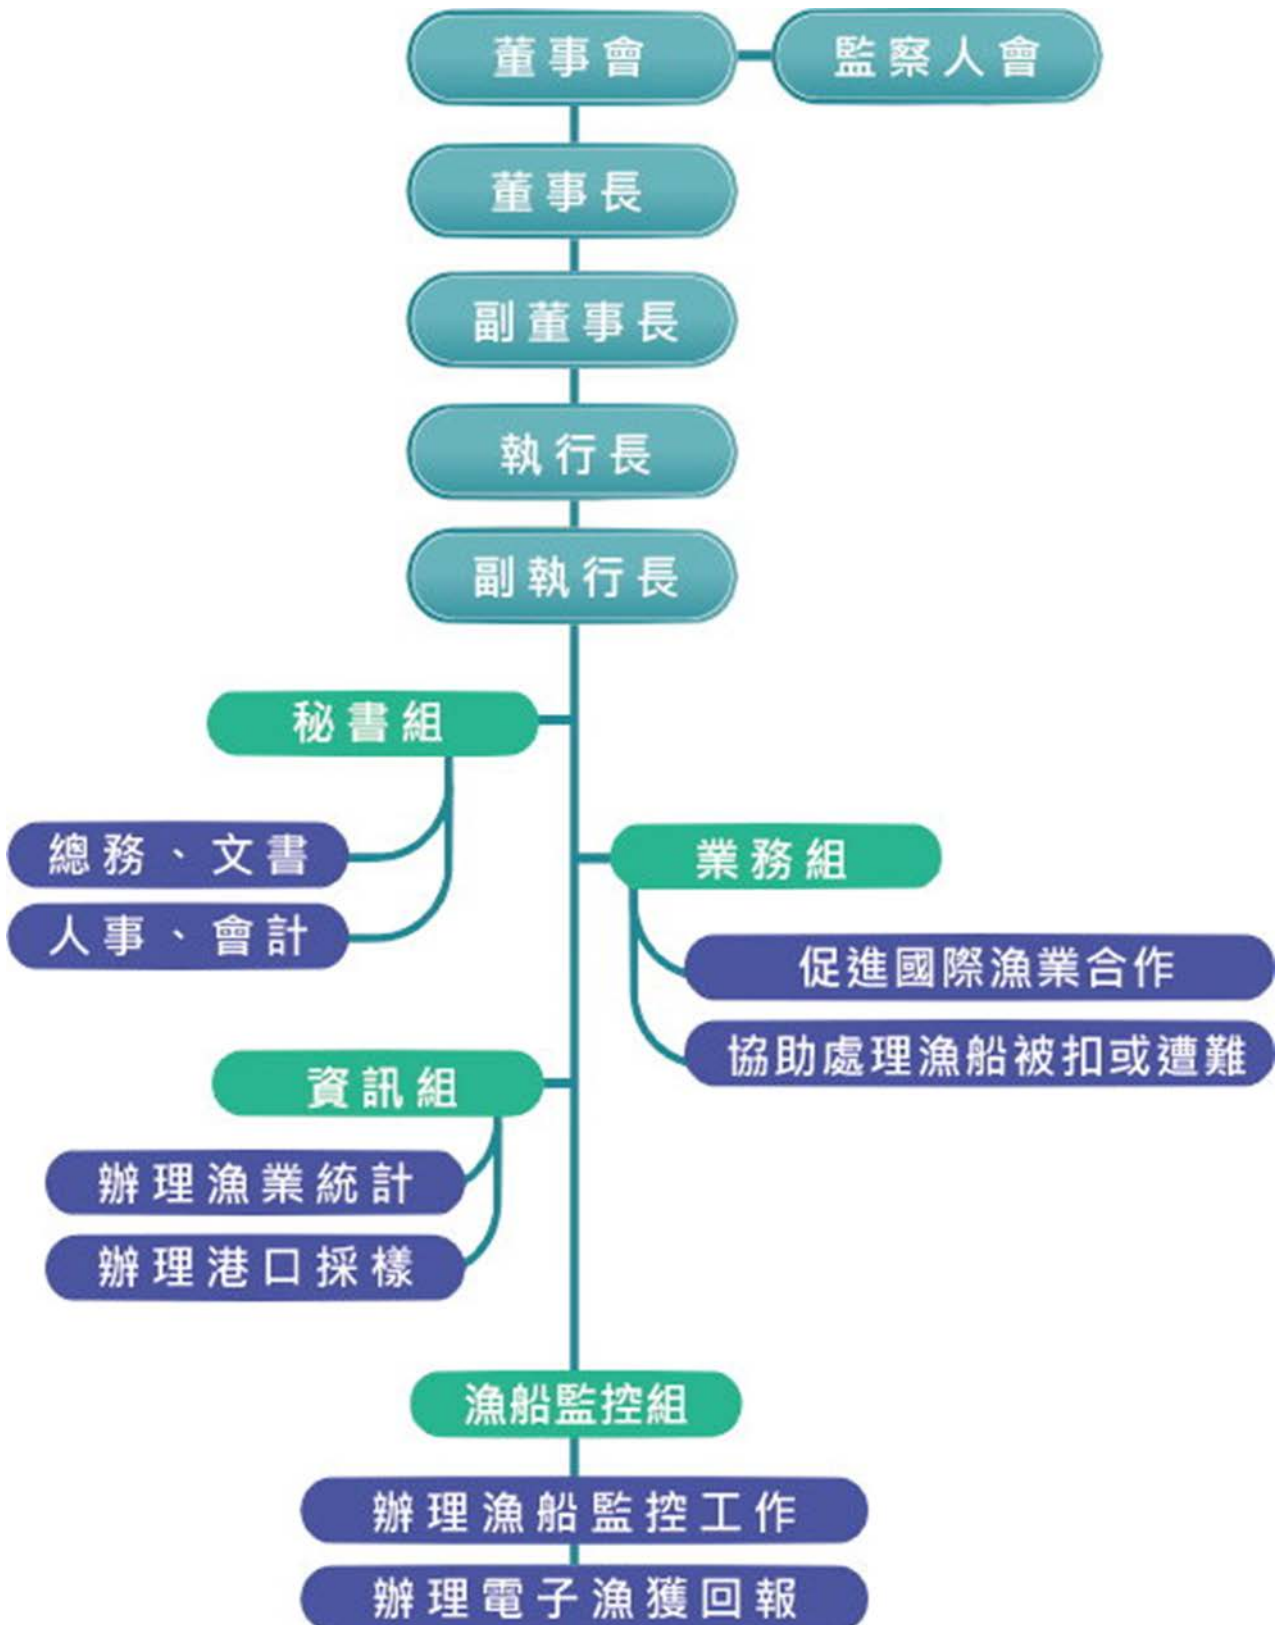 董事會
監察人會
董事長
副董事長
執行長
副執行長
秘書組
總務、文書
人事、會計
業務組
促進國際漁業合作
協助處理漁船被扣或遭難
資訊組
辦理漁業統計
辦理港口採樣
漁船監控組
辦理漁船監控工作
辦理電子漁獲回報